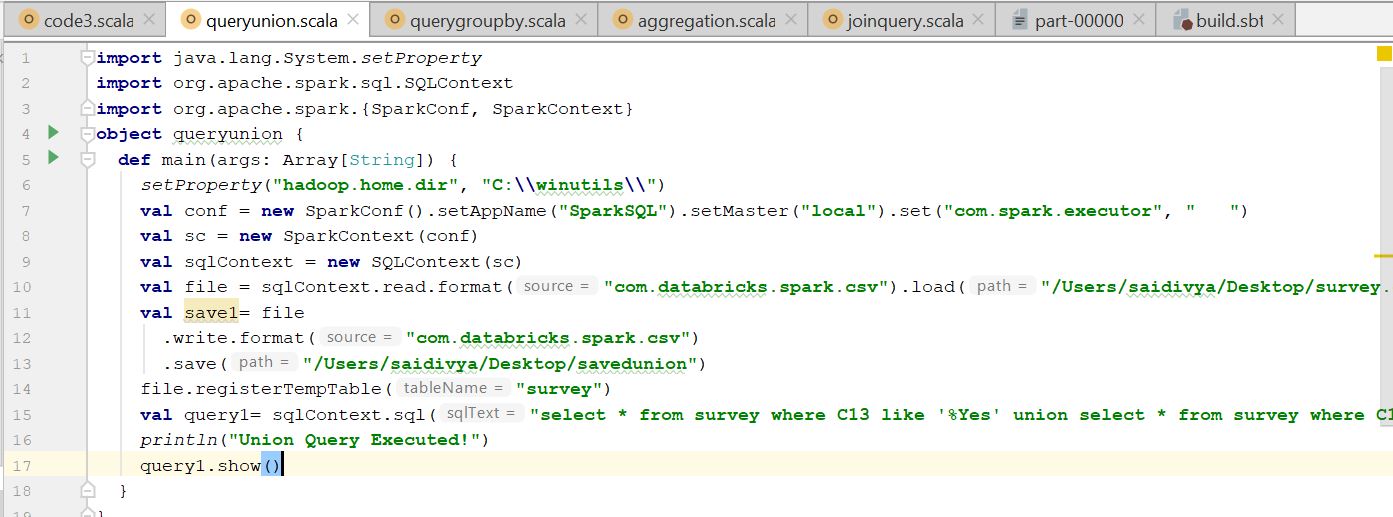 code3.scala queryunion.scala querygroupby.scala aggregation.scala joinquery.scala part-00000 build.sbt
1 import java.lang.System.setProperty
2 import org.apache.spark.sql.SQLContext
3 import org.apache.spark.{SparkConf, SparkContext}
4 object queryunion {
5 def main(args: Array[String]) {
6 setProperty("hadoop.home.dir", "C:\\winutils\\")
7 val conf = new SparkConf().setAppName("SparkSQL").setMaster("local").set("com.spark.executor", "   ")
8 val sc = new SparkContext(conf)
9 val sqlContext = new SQLContext(sc)
10 val file = sqlContext.read.format( source = "com.databricks.spark.csv").load( path = "/Users/saidivya/Desktop/survey.
11 val save1= file
12 .write.format( source = "com.databricks.spark.csv")
13 .save( path = "/Users/saidivya/Desktop/savedunion")
14 file.registerTempTable( tableName = "survey")
15 val query1= sqlContext.sql( sqlText = "select * from survey where C13 like '%Yes' union select * from survey where C1
16 println("Union Query Executed!")
17 query1.show()
18 }
19 }